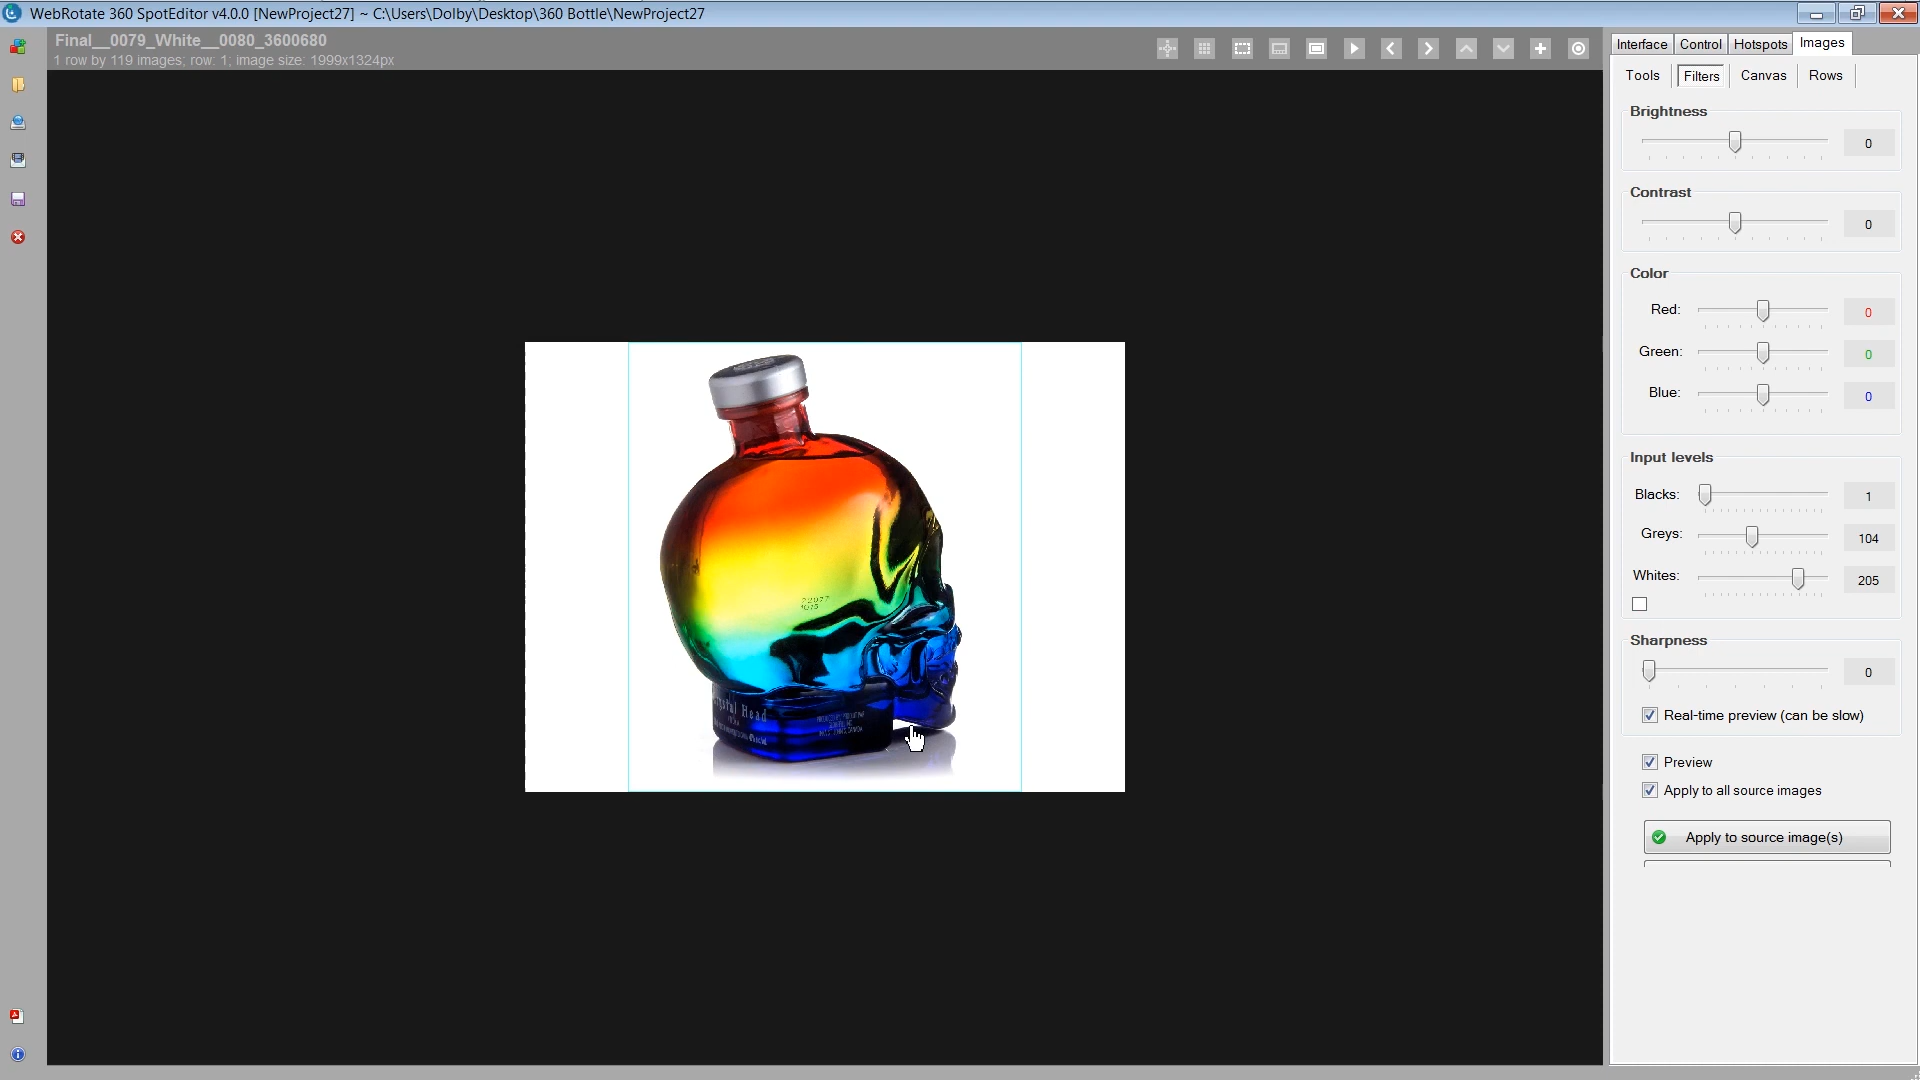 WebRotate 360 SpotEditor v4.0.0 [NewProject27] ~ C:\Users\Dolby\Desktop\360 Bottle\NewProject27
Final__0079_White__0080_3600680
1 row by 119 images; row: 1; image size: 1999x1324px
Interface Control Hotspots Images
Tools Filters Canvas Rows
Brightness
0
Contrast
0
Color
Red: 0
Green: 0
Blue: 0
Input levels
Blacks: 1
Greys: 104
Whites: 205
Sharpness
0
Real-time preview (can be slow)
Preview
Apply to all source images
Apply to source image(s)
Head